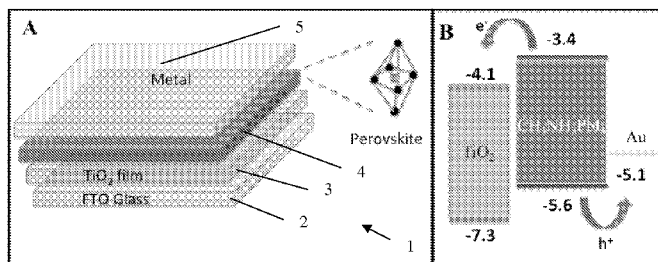 A
5
Metal
Perovskite
4
TiO₂ film
3
FTO Glass
2
1
B
e⁻
-3.4
-4.1
TiO₂
Au
-5.1
-5.6
-7.3
h⁺